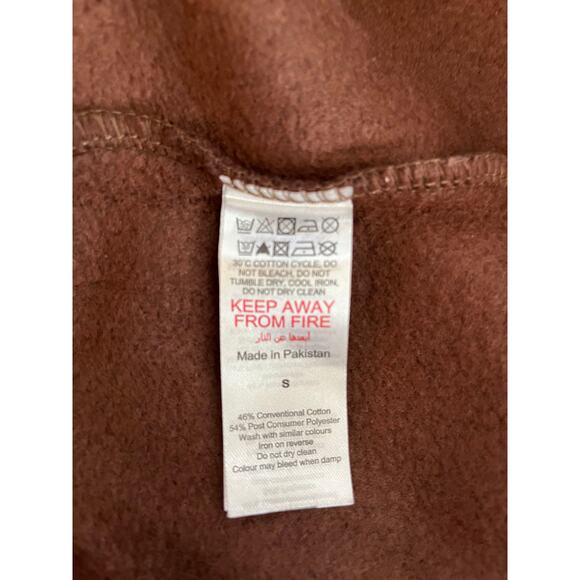 30°C COTTON CYCLE, DO
NOT BLEACH, DO NOT
TUMBLE DRY, COOL IRON,
DO NOT DRY CLEAN
KEEP AWAY
FROM FIRE
أبعدها عن النار
Made in Pakistan
S
46% Conventional Cotton
54% Post Consumer Polyester
Wash with similar colours
Iron on reverse
Do not dry clean
Colour may bleed when damp